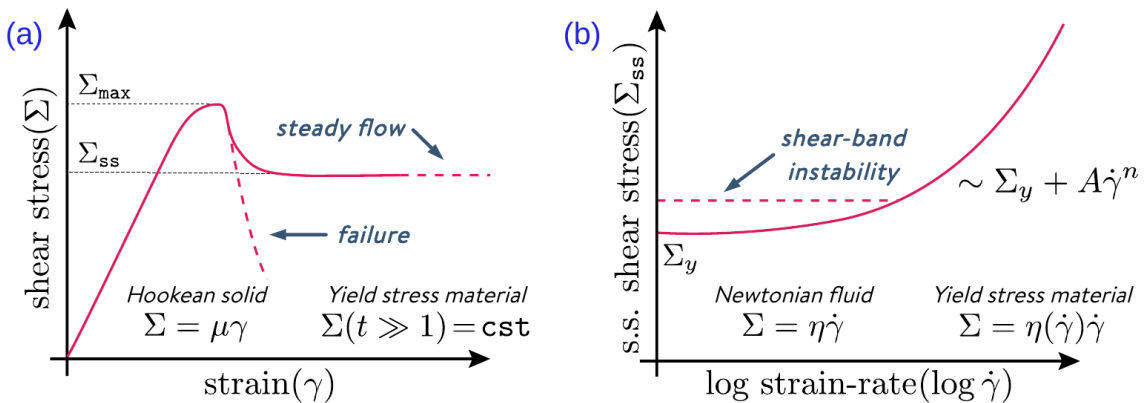 (a)
shear stress(Σ)
Σmax
Σss
steady flow
failure
Hookean solid
Σ = μγ
Yield stress material
Σ(t ≫ 1) = cst
strain(γ)
(b)
s.s. shear stress(Σss)
shear-band
instability
∼ Σy + Aγ̇ⁿ
Σy
Newtonian fluid
Σ = ηγ̇
Yield stress material
Σ = η(γ̇)γ̇
log strain-rate(log γ̇)